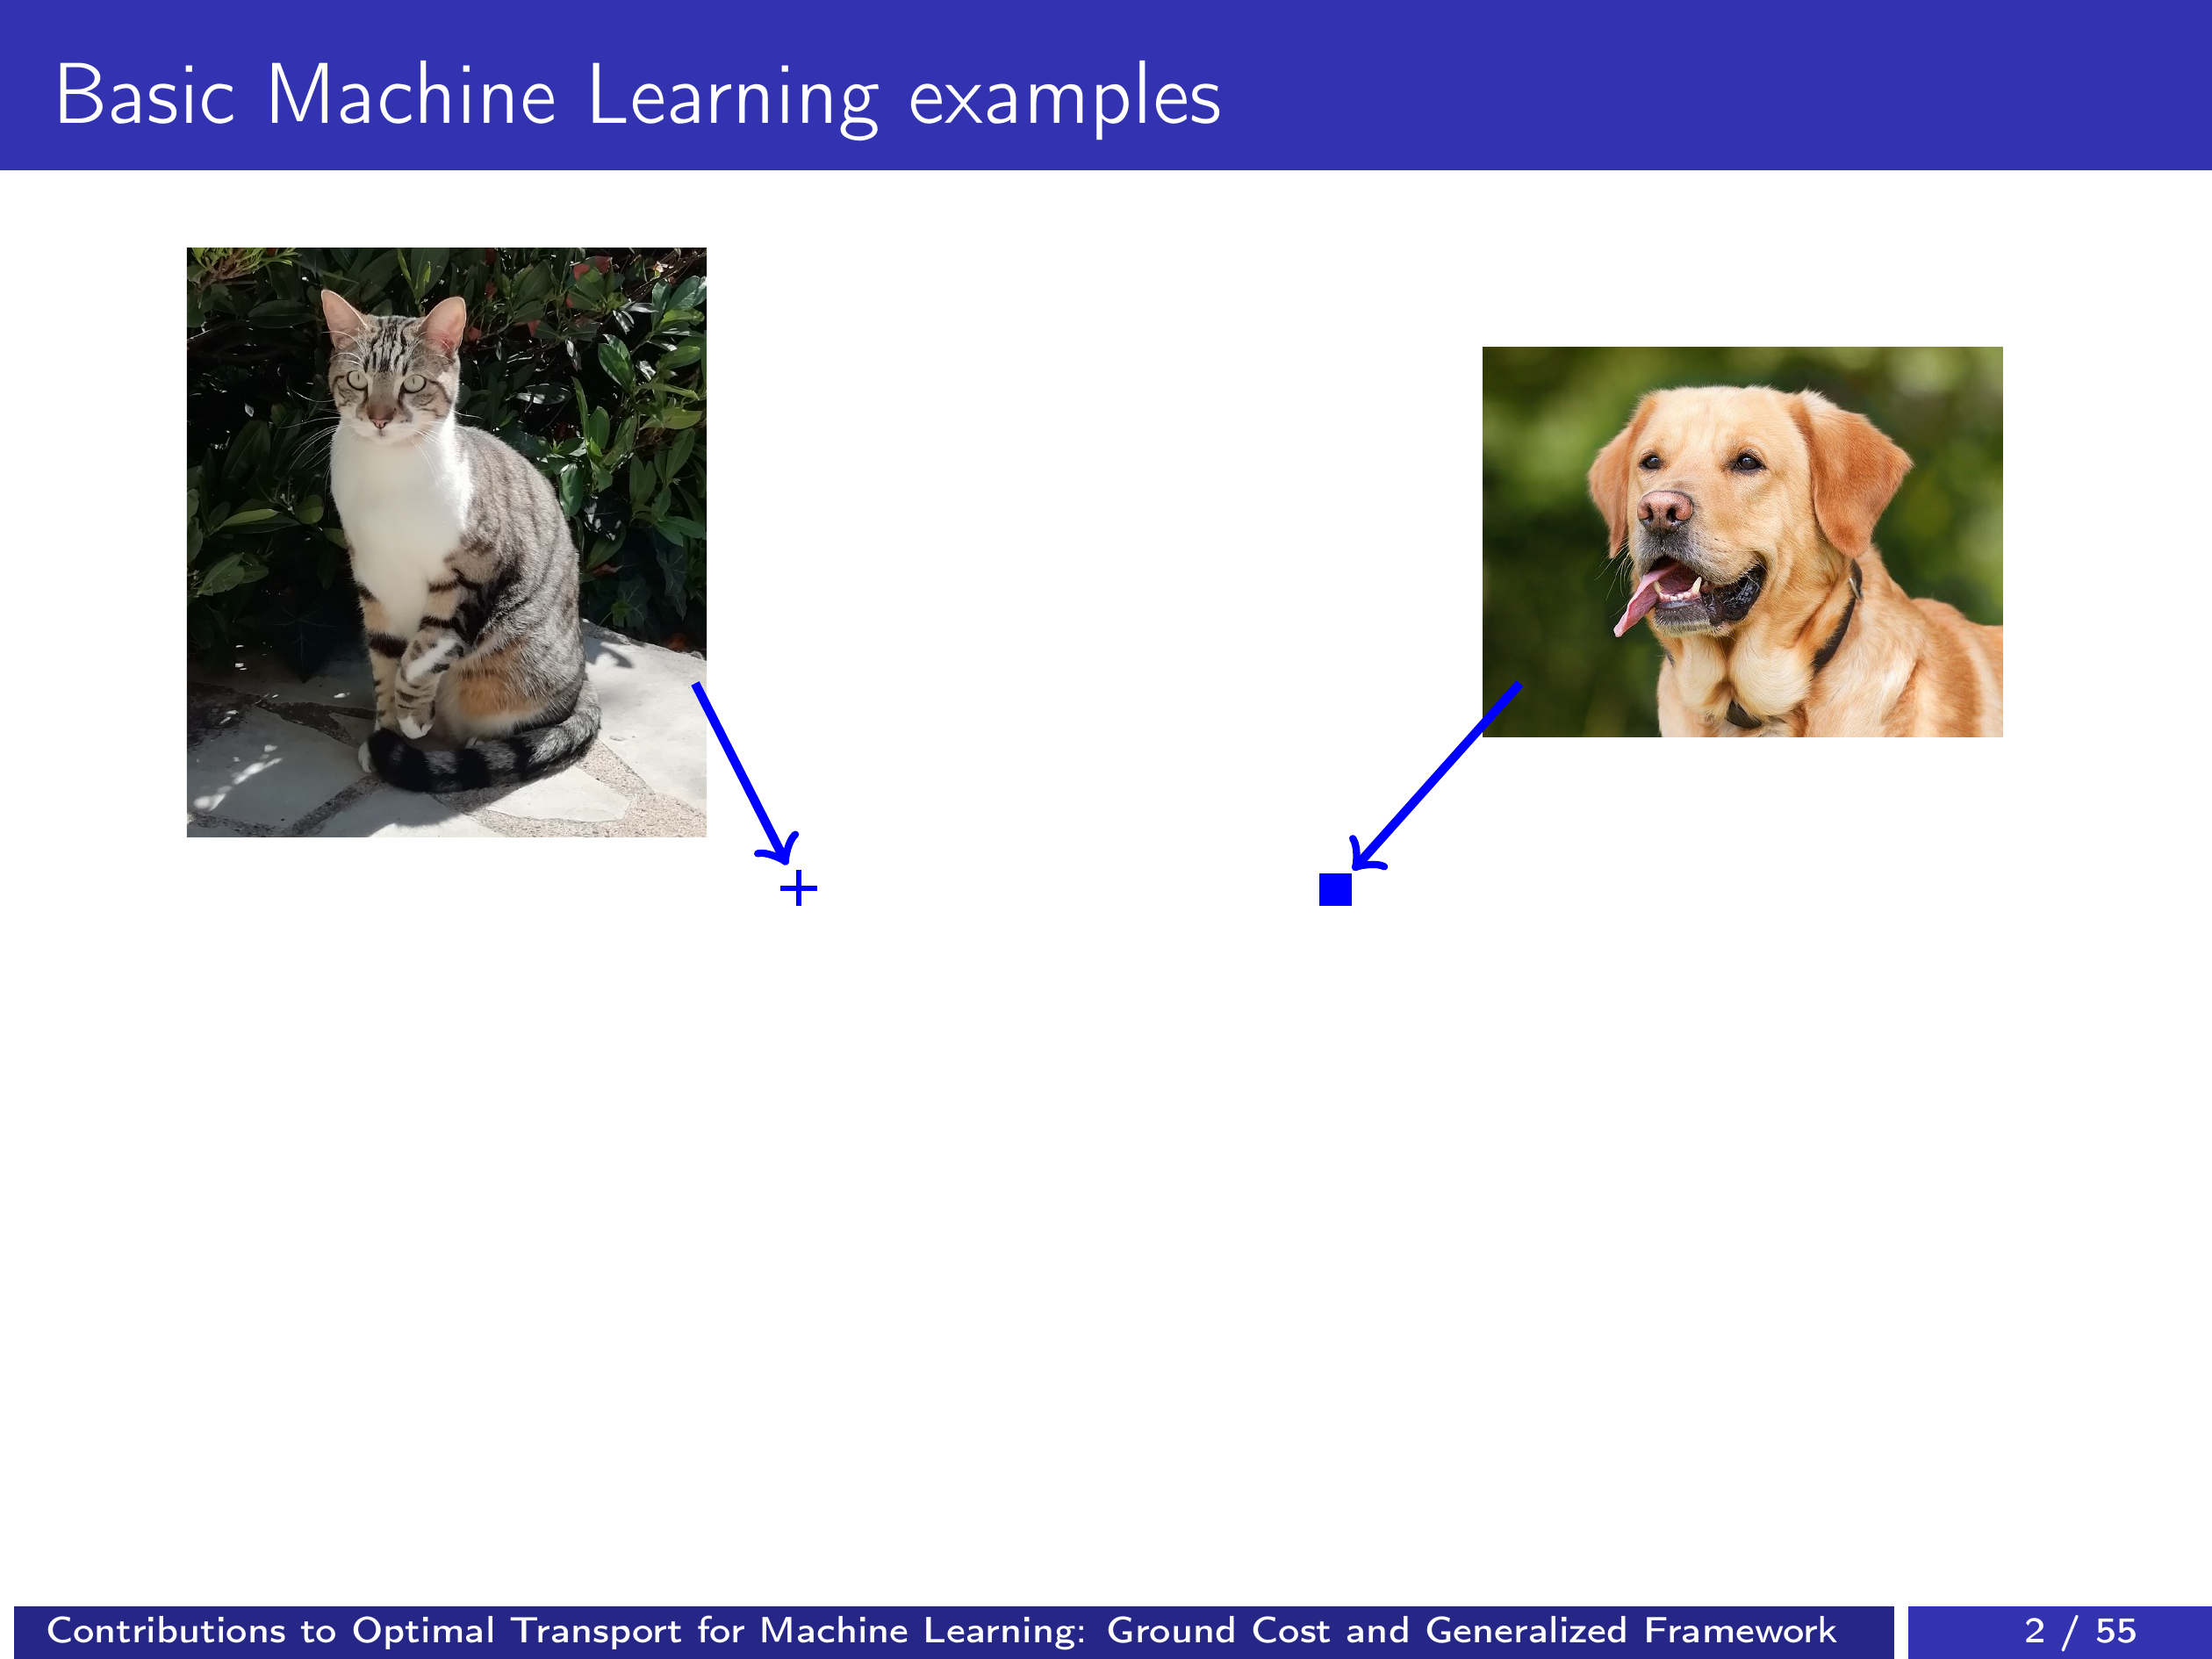 Basic Machine Learning examples
+
Contributions to Optimal Transport for Machine Learning: Ground Cost and Generalized Framework
2 / 55